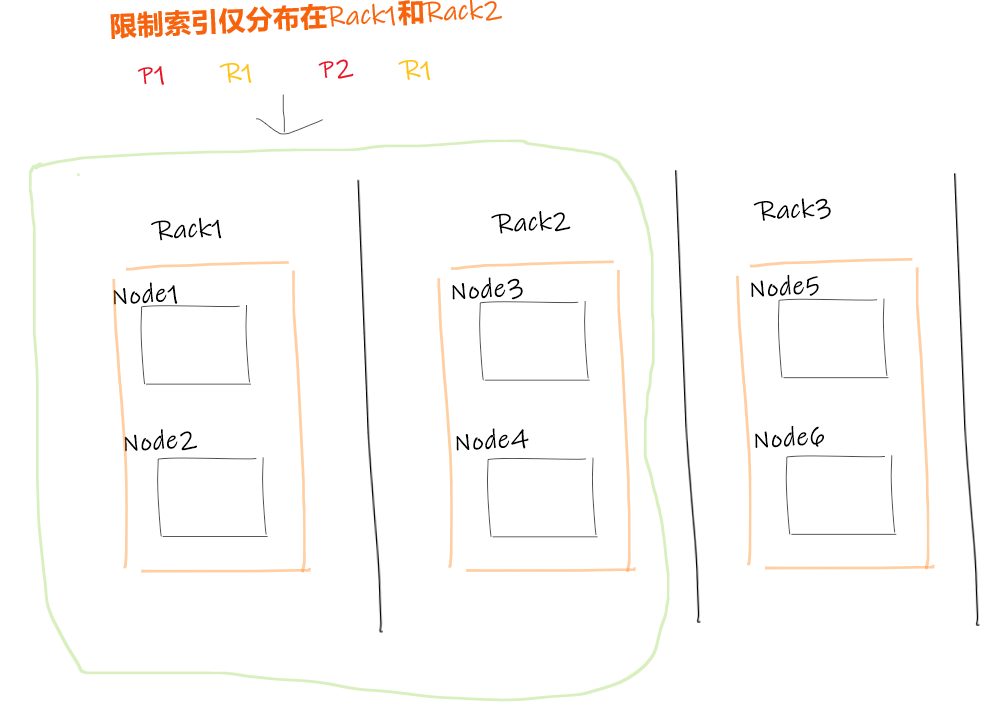 限制索引仅分布在Rack1和Rack2
P1 R1 P2 R1
Rack1 Rack2 Rack3
Node1 Node3 Node5
Node2 Node4 Node6